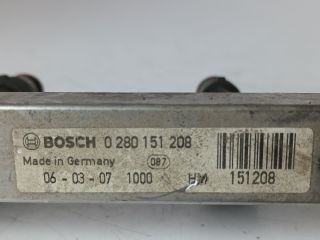 BOSCH 0 280 151 208
Made in Germany 087
06 - 03 - 07 1000
151208